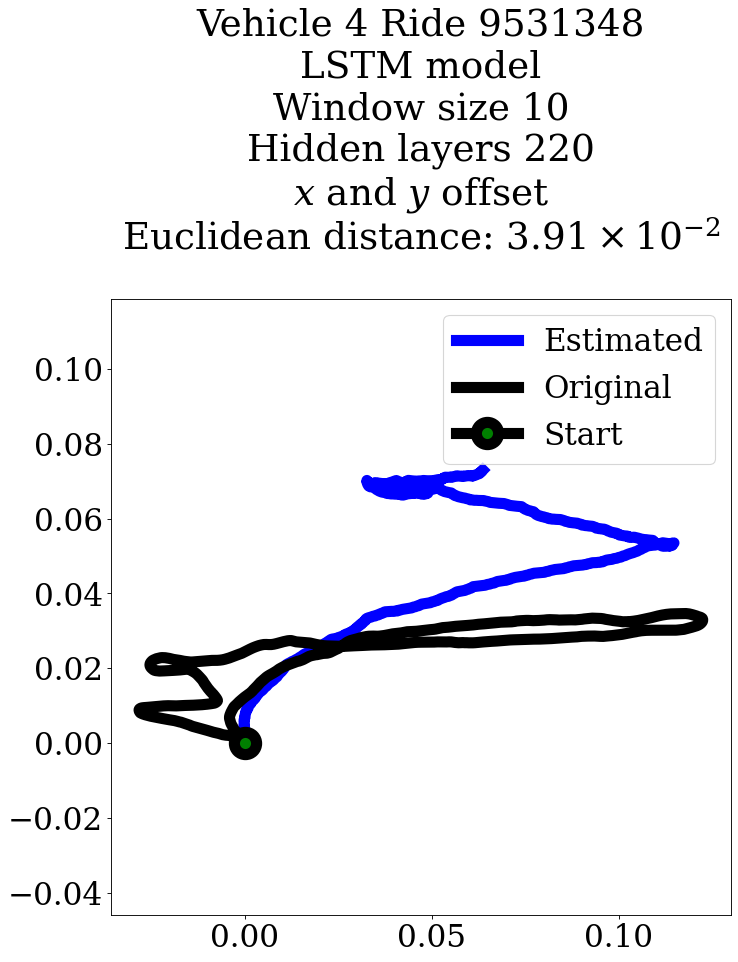 Vehicle 4 Ride 9531348
LSTM model
Window size 10
Hidden layers 220
x and y offset
Euclidean distance: 3.91 × 10⁻²
Estimated
Original
Start
0.10
0.08
0.06
0.04
0.02
0.00
−0.02
−0.04
0.00 0.05 0.10